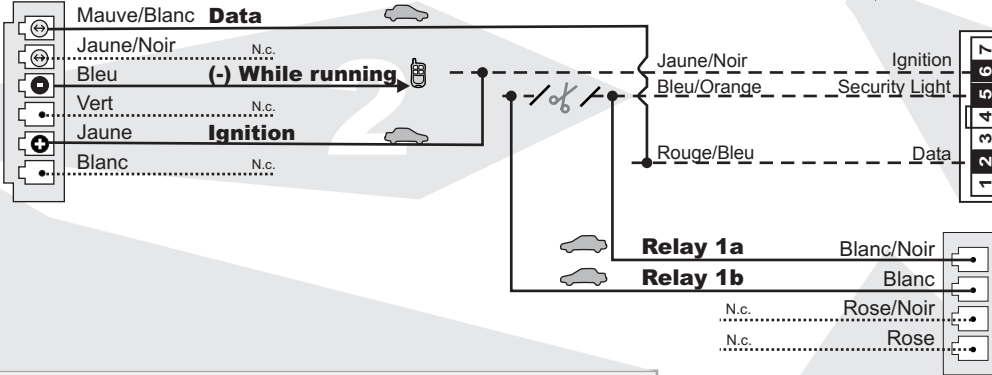 Mauve/Blanc Data
Jaune/Noir N.c.
Bleu (-) While running
Vert N.c.
Jaune Ignition
Blanc N.c.
2
Jaune/Noir Ignition
Bleu/Orange Security Light
Rouge/Bleu Data
7
6
5
4
3
2
1
Relay 1a Blanc/Noir
Relay 1b Blanc
N.c. Rose/Noir
N.c. Rose